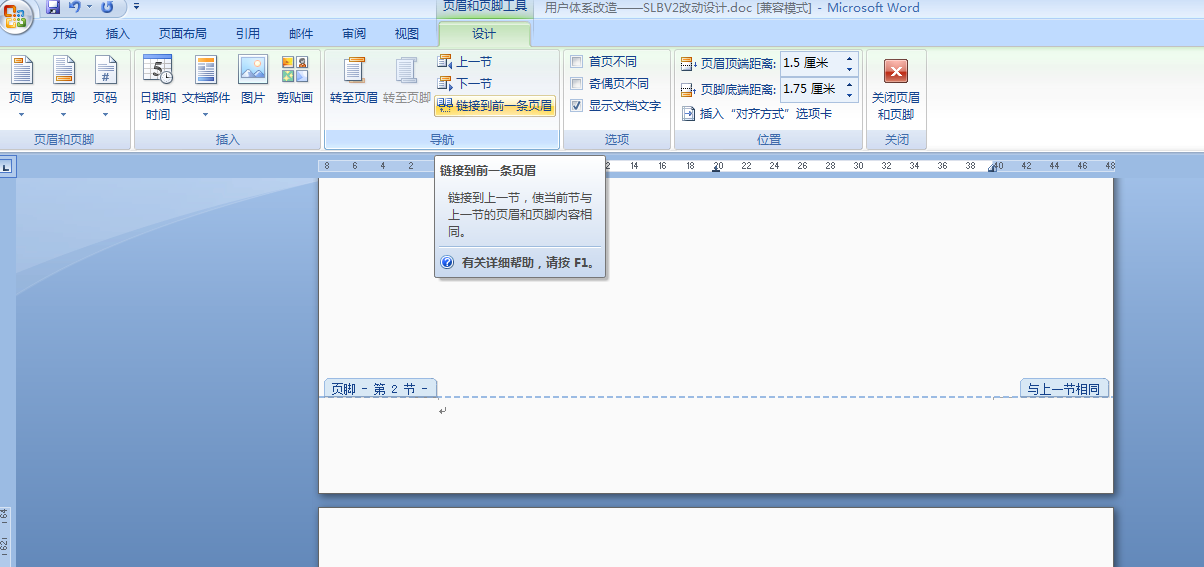 页眉和页脚工具
用户体系改造——SLBV2改动设计.doc [兼容模式] - Microsoft Word
开始 插入 页面布局 引用 邮件 审阅 视图 设计
页眉 页脚 页码
页眉和页脚
日期和时间 文档部件 图片 剪贴画
插入
转至页眉 转至页脚
上一节
下一节
链接到前一条页眉
导航
首页不同
奇偶页不同
显示文档文字
选项
页眉顶端距离: 1.5 厘米
页脚底端距离: 1.75 厘米
插入“对齐方式”选项卡
位置
关闭页眉
和页脚
关闭
8 6 4 2 12 14 16 18 20 22 24 26 28 30 32 34 36 38 40 42 44 46 48
链接到前一条页眉
链接到上一节，使当前节与
上一节的页眉和页脚内容相
同。
有关详细帮助，请按 F1。
页脚 - 第 2 节 -
与上一节相同
64
62